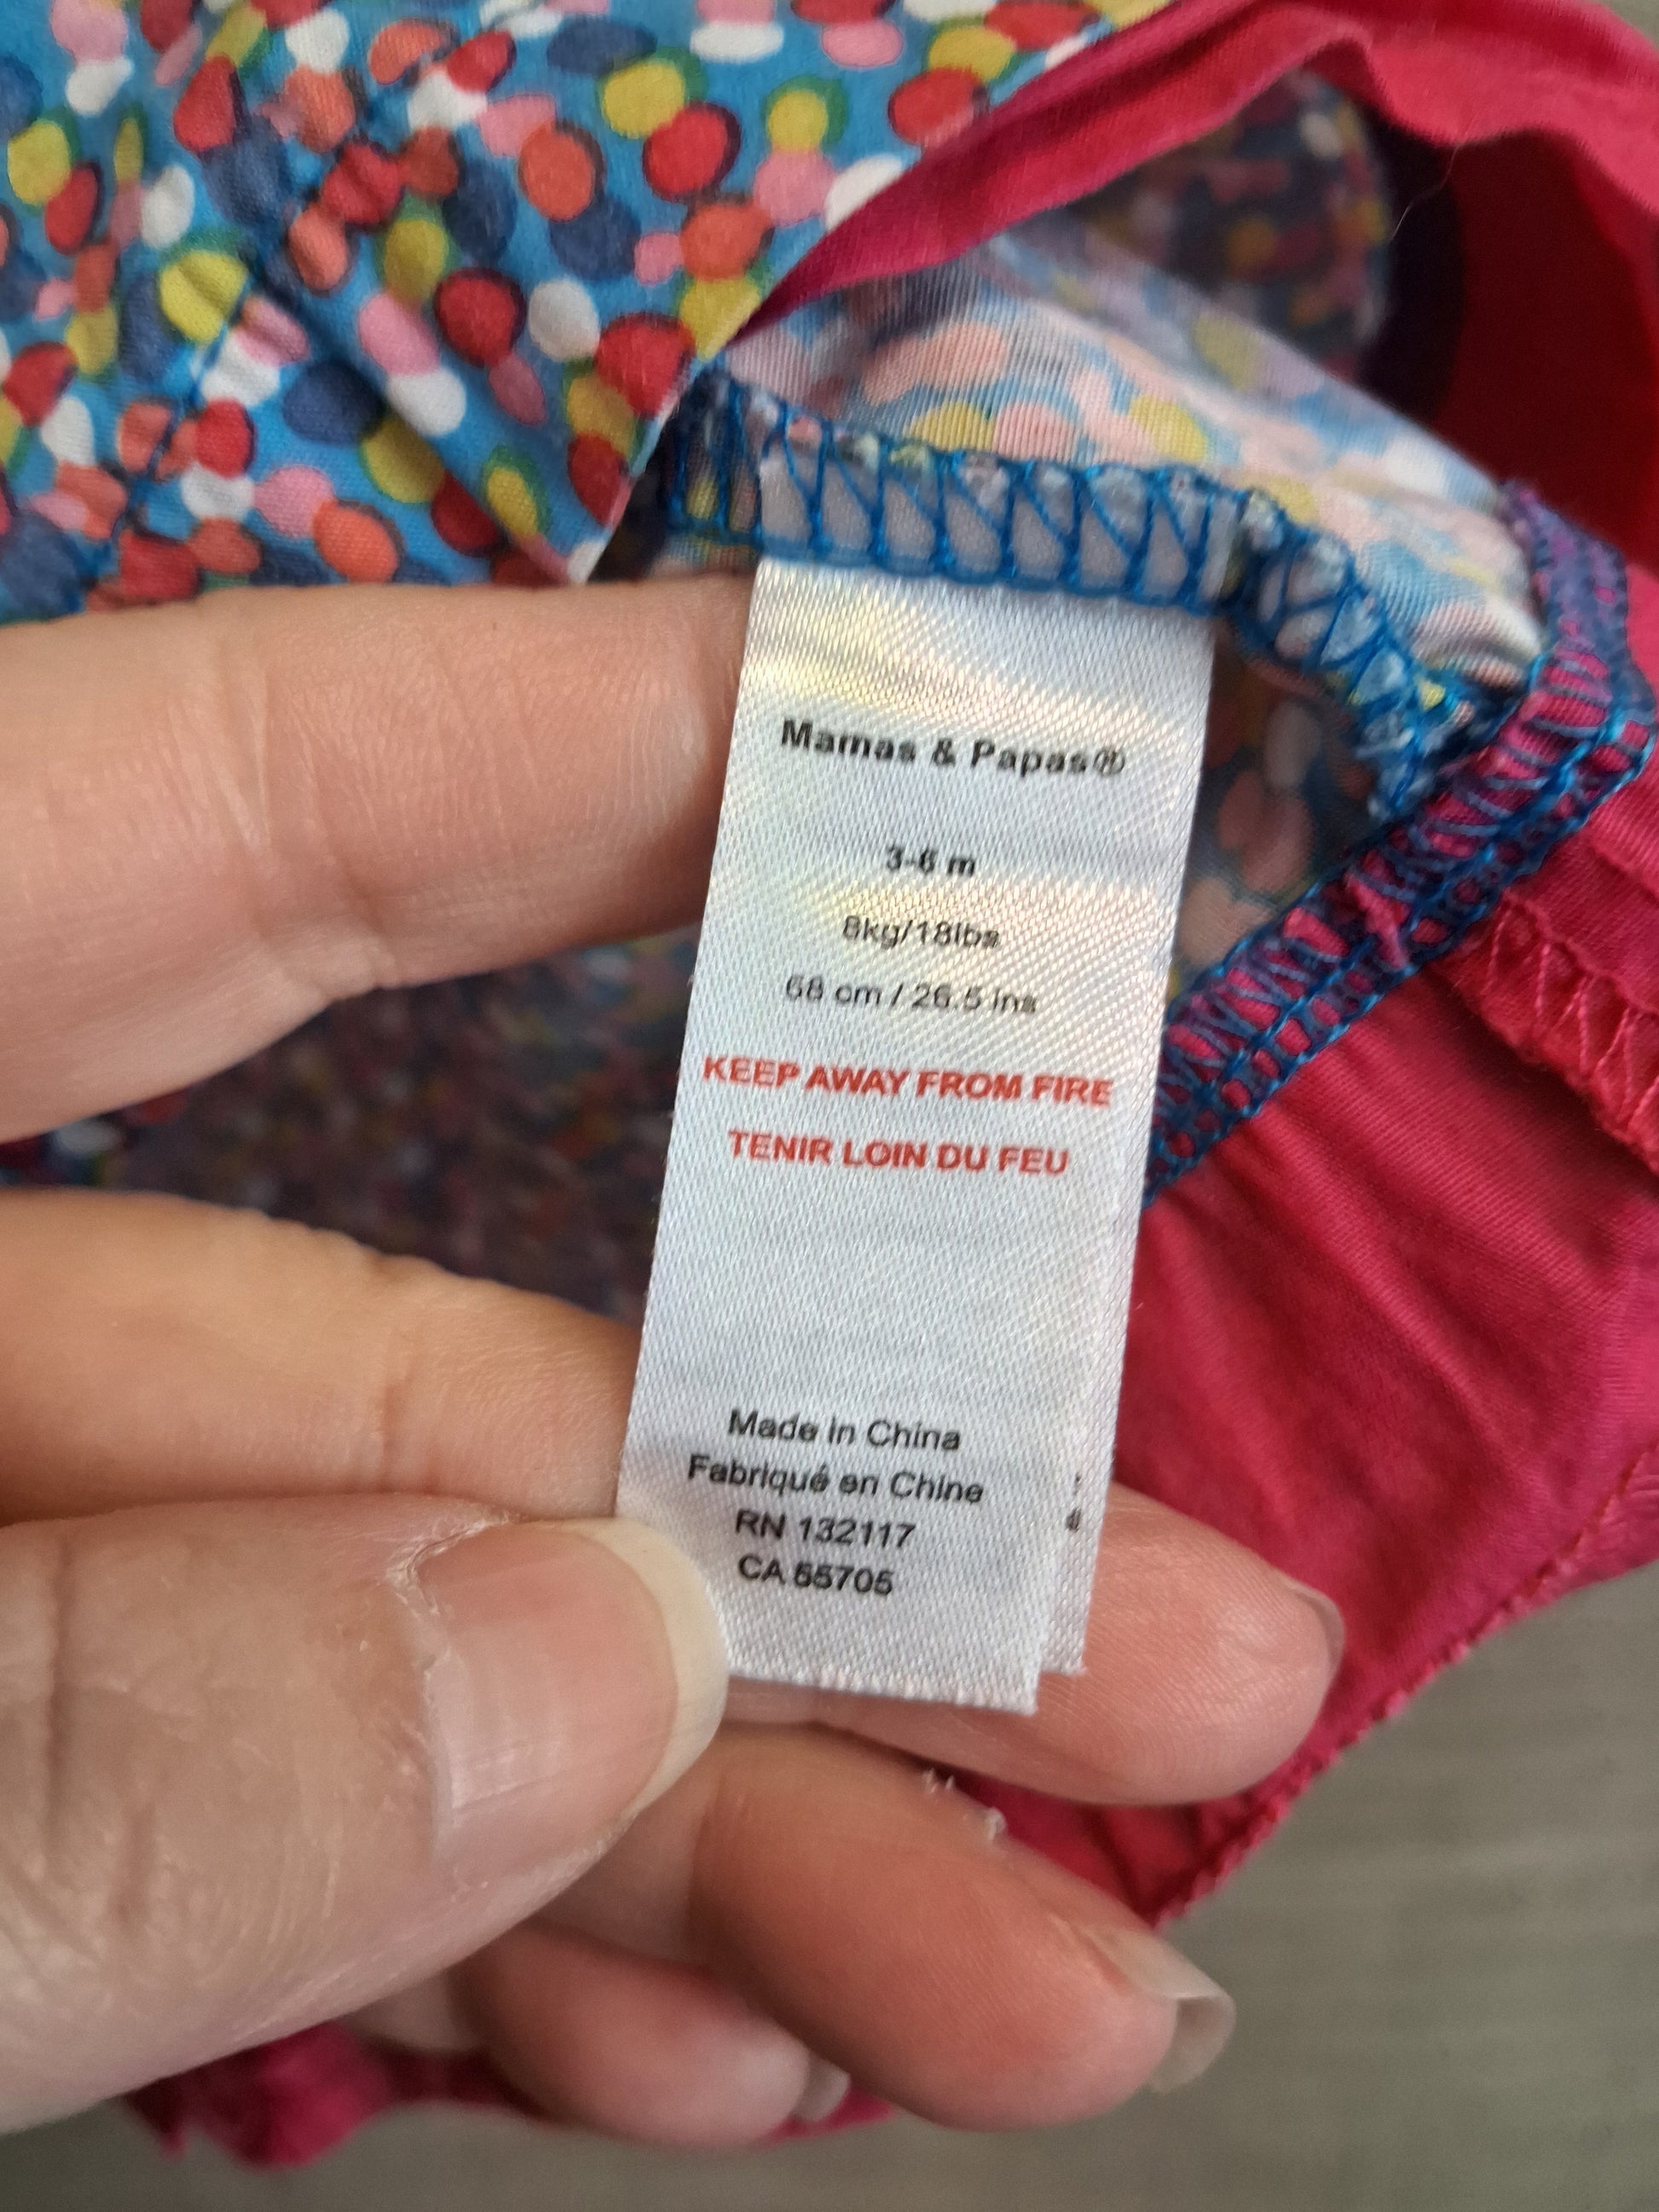 Mamas & Papas®
3-6 m
8kg/18lbs
68 cm / 26.5 ins
KEEP AWAY FROM FIRE
TENIR LOIN DU FEU
Made in China
Fabriqué en Chine
RN 132117
CA 55705